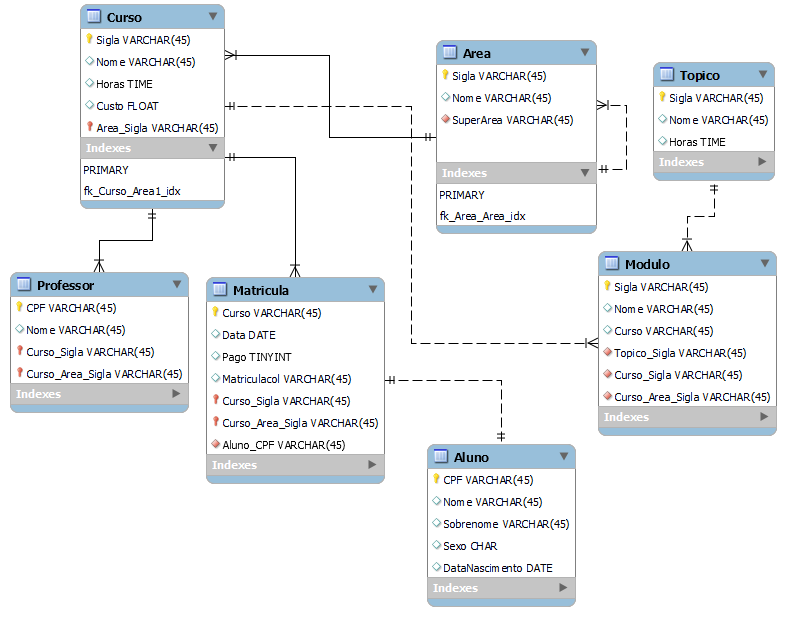 Curso
Sigla VARCHAR(45)
Nome VARCHAR(45)
Horas TIME
Custo FLOAT
Area_Sigla VARCHAR(45)
Indexes
PRIMARY
fk_Curso_Area1_idx
Area
Sigla VARCHAR(45)
Nome VARCHAR(45)
SuperArea VARCHAR(45)
Indexes
PRIMARY
fk_Area_Area_idx
Topico
Sigla VARCHAR(45)
Nome VARCHAR(45)
Horas TIME
Indexes
Professor
CPF VARCHAR(45)
Nome VARCHAR(45)
Curso_Sigla VARCHAR(45)
Curso_Area_Sigla VARCHAR(45)
Indexes
Matricula
Curso VARCHAR(45)
Data DATE
Pago TINYINT
Matriculacol VARCHAR(45)
Curso_Sigla VARCHAR(45)
Curso_Area_Sigla VARCHAR(45)
Aluno_CPF VARCHAR(45)
Indexes
Modulo
Sigla VARCHAR(45)
Nome VARCHAR(45)
Curso VARCHAR(45)
Topico_Sigla VARCHAR(45)
Curso_Sigla VARCHAR(45)
Curso_Area_Sigla VARCHAR(45)
Indexes
Aluno
CPF VARCHAR(45)
Nome VARCHAR(45)
Sobrenome VARCHAR(45)
Sexo CHAR
DataNascimento DATE
Indexes